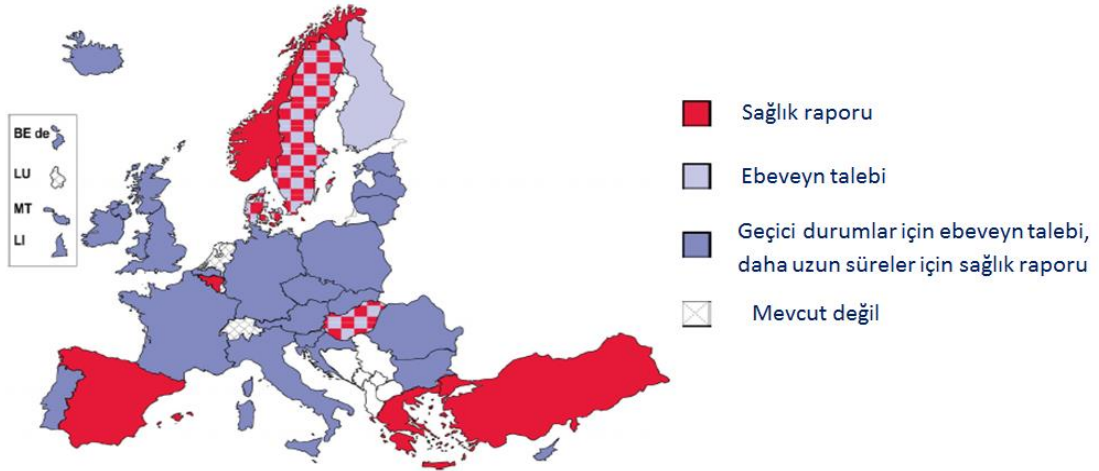 BE de
LU
MT
LI
Sağlık raporu
Ebeveyn talebi
Geçici durumlar için ebeveyn talebi,
daha uzun süreler için sağlık raporu
Mevcut değil